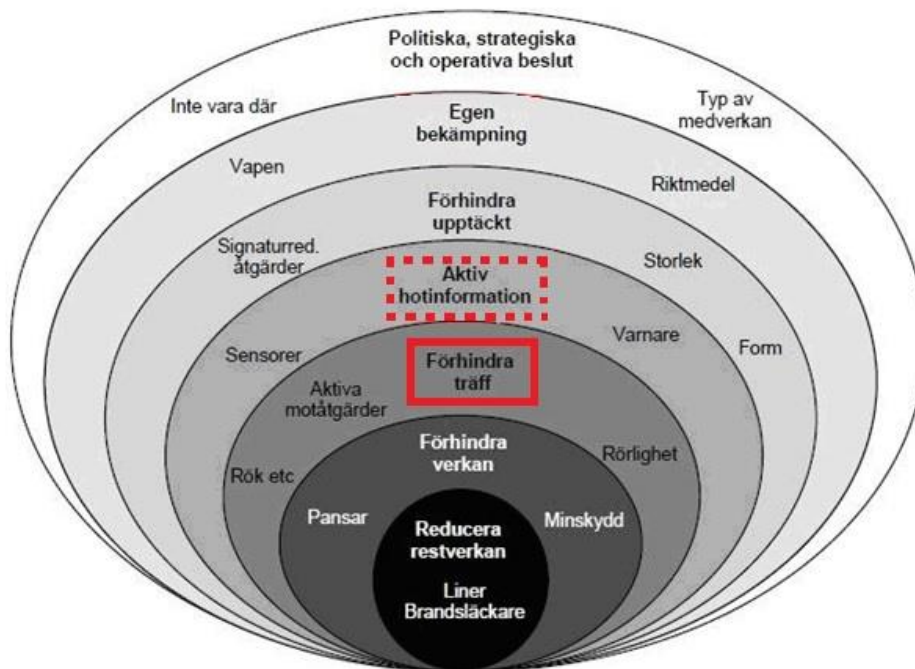 Politiska, strategiska
och operativa beslut
Inte vara där
Typ av
medverkan
Egen
bekämpning
Vapen
Riktmedel
Förhindra
upptäckt
Signaturred.
åtgärder
Storlek
Aktiv
hotinformation
Sensorer
Varnare
Form
Förhindra
träff
Aktiva
motåtgärder
Rök etc
Rörlighet
Förhindra
verkan
Pansar
Minskydd
Reducera
restverkan
Liner
Brandsläckare